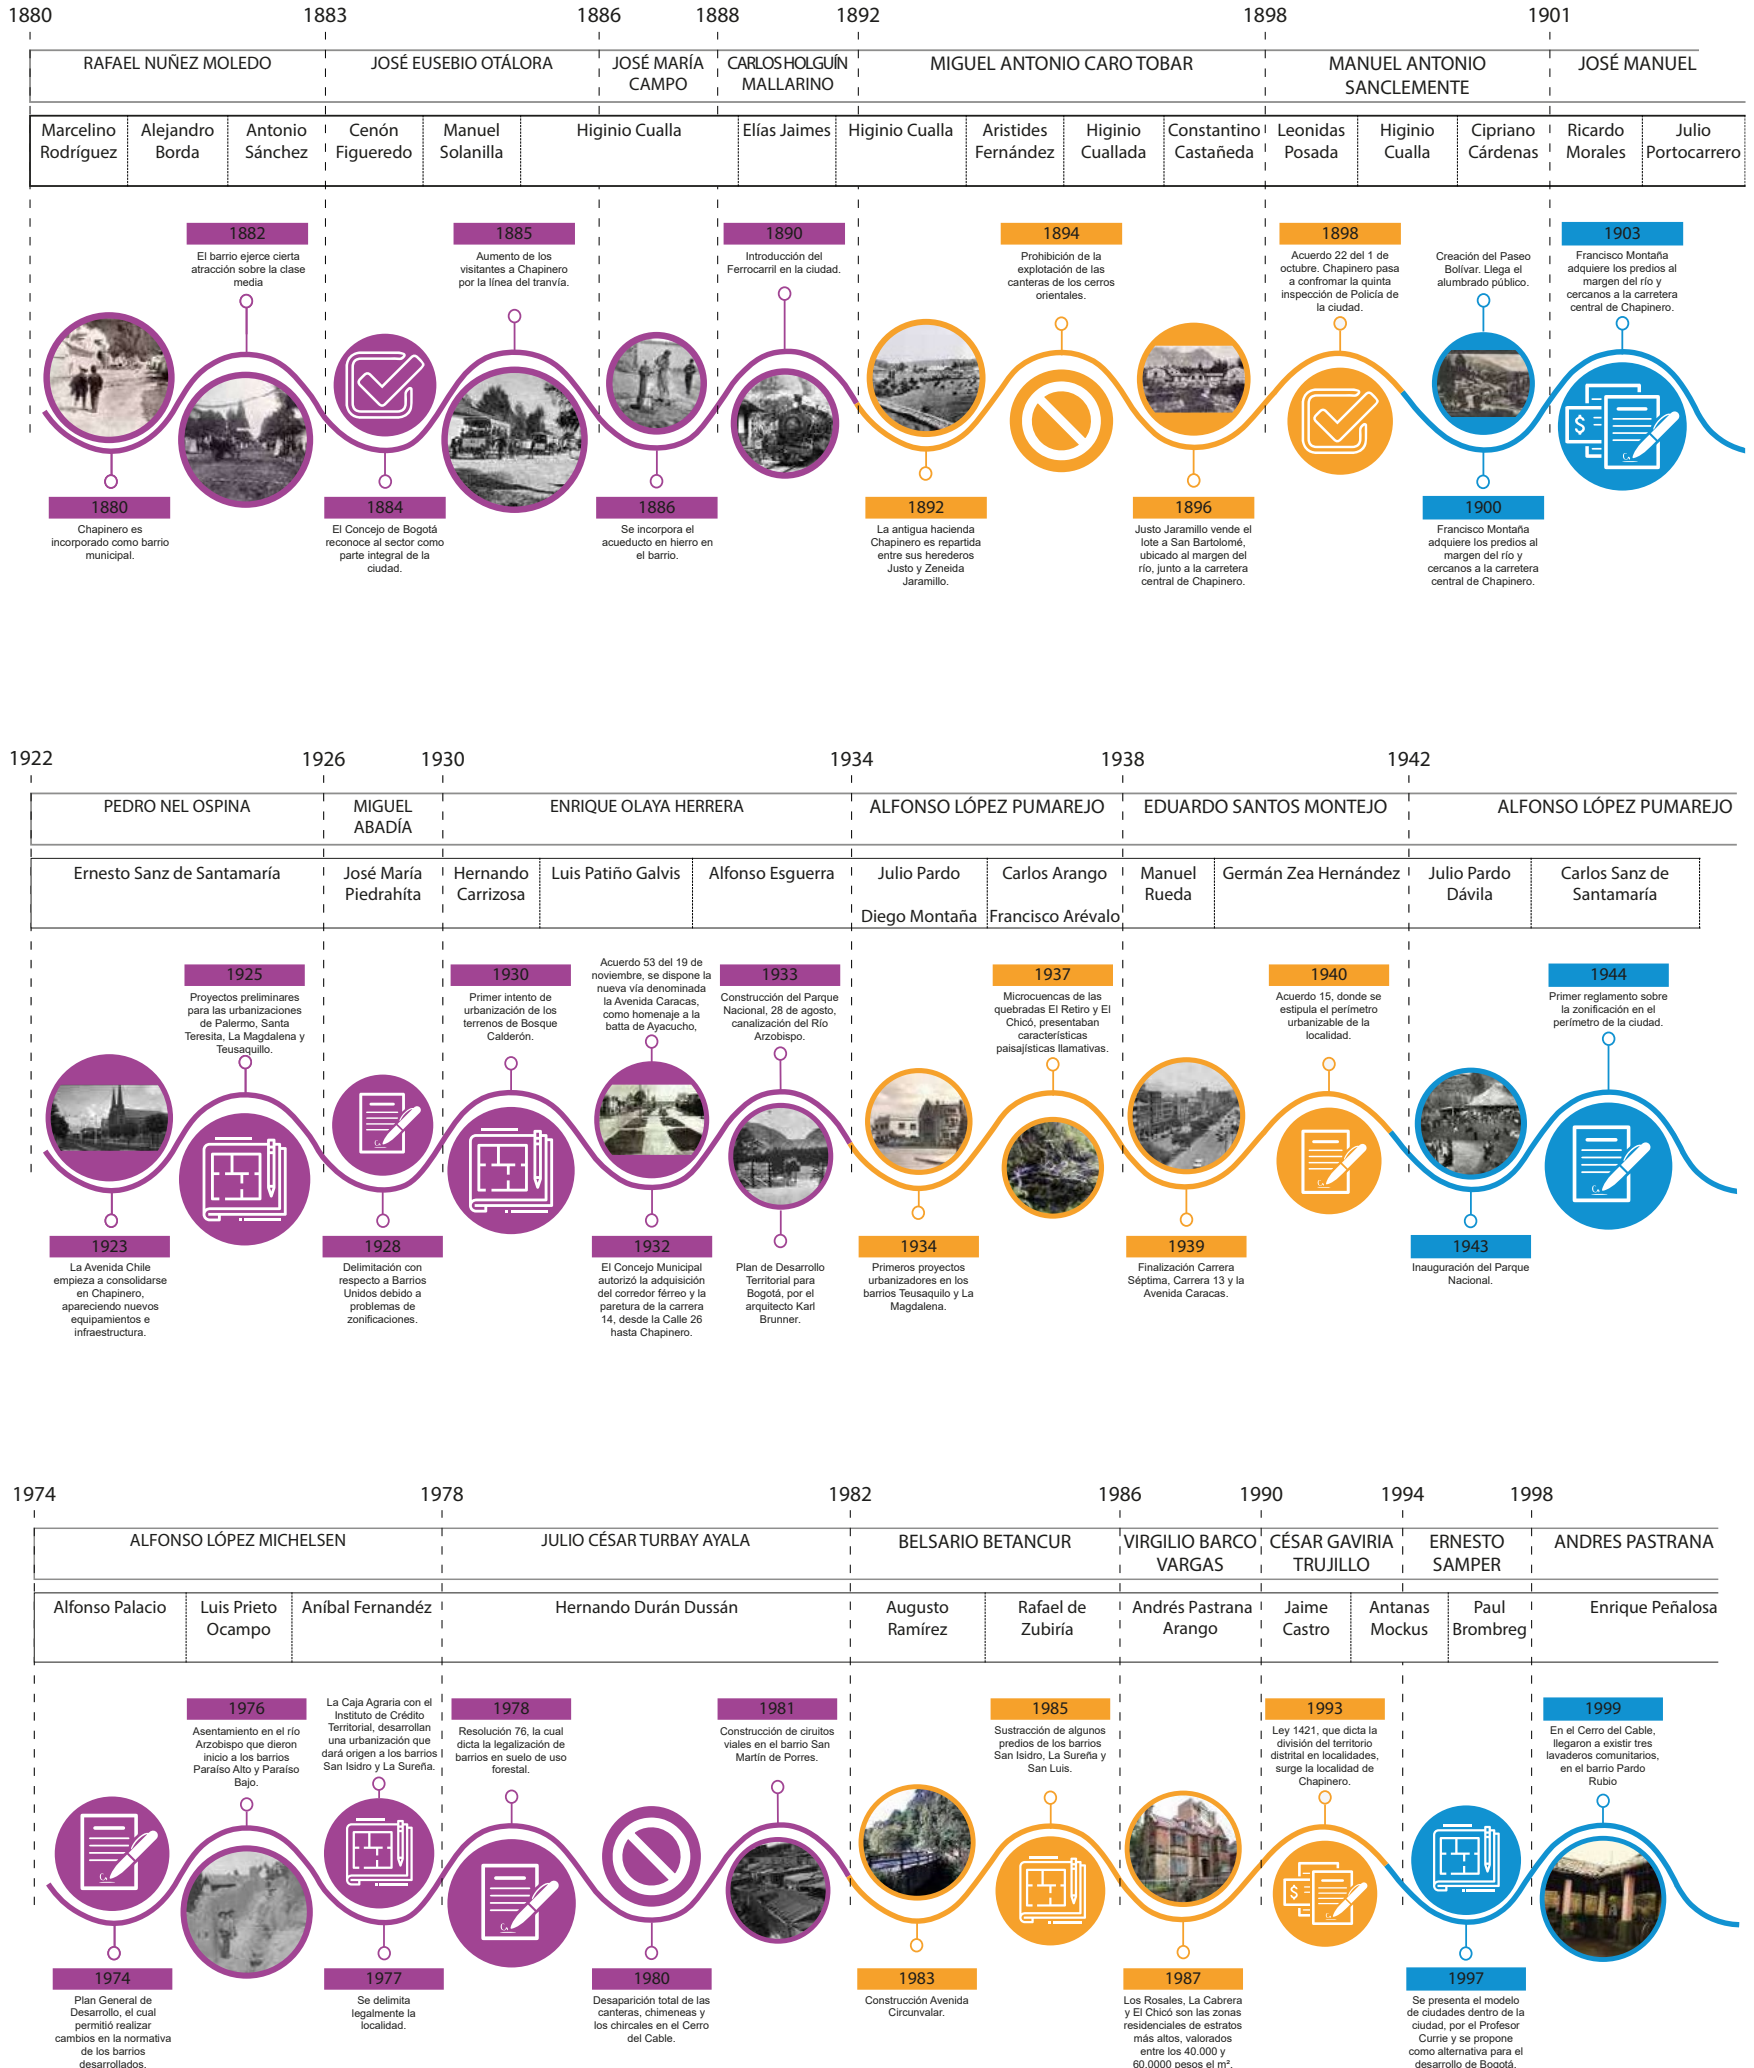 1880
1883
1886
1888
1892
1898
1901
RAFAEL NUÑEZ MOLEDO
JOSÉ EUSEBIO OTÁLORA
JOSÉ MARÍA
CAMPO
CARLOS HOLGUÍN
MALLARINO
MIGUEL ANTONIO CARO TOBAR
MANUEL ANTONIO
SANCLEMENTE
JOSÉ MANUEL
Marcelino
Rodríguez
Alejandro
Borda
Antonio
Sánchez
Cenón
Figueredo
Manuel
Solanilla
Higinio Cualla
Elías Jaimes
Higinio Cualla
Aristides
Fernández
Higinio
Cuallada
Constantino
Castañeda
Leonidas
Posada
Higinio
Cualla
Cipriano
Cárdenas
Ricardo
Morales
Julio
Portocarrero
1882
El barrio ejerce cierta
atracción sobre la clase
media
1885
Aumento de los
visitantes a Chapinero
por la línea del tranvía.
1890
Introducción del
Ferrocarril en la ciudad.
1894
Prohibición de la
explotación de las
canteras de los cerros
orientales.
1898
Acuerdo 22 del 1 de
octubre. Chapinero pasa
a confromar la quinta
inspección de Policía de
la ciudad.
Creación del Paseo
Bolívar. Llega el
alumbrado público.
1903
Francisco Montaña
adquiere los predios al
margen del río y
cercanos a la carretera
central de Chapinero.
1880
Chapinero es
incorporado como barrio
municipal.
1884
El Concejo de Bogotá
reconoce al sector como
parte integral de la
ciudad.
1886
Se incorpora el
acueducto en hierro en
el barrio.
1892
La antigua hacienda
Chapinero es repartida
entre sus herederos
Justo y Zeneida
Jaramillo.
1896
Justo Jaramillo vende el
lote a San Bartolomé,
ubicado al margen del
río, junto a la carretera
central de Chapinero.
1900
Francisco Montaña
adquiere los predios al
margen del río y
cercanos a la carretera
central de Chapinero.
1922
1926
1930
1934
1938
1942
PEDRO NEL OSPINA
MIGUEL
ABADÍA
ENRIQUE OLAYA HERRERA
ALFONSO LÓPEZ PUMAREJO
EDUARDO SANTOS MONTEJO
ALFONSO LÓPEZ PUMAREJO
Ernesto Sanz de Santamaría
José María
Piedrahíta
Hernando
Carrizosa
Luis Patiño Galvis
Alfonso Esguerra
Julio Pardo
Diego Montaña
Carlos Arango
Francisco Arévalo
Manuel
Rueda
Germán Zea Hernández
Julio Pardo
Dávila
Carlos Sanz de
Santamaría
1925
Proyectos preliminares
para las urbanizaciones
de Palermo, Santa
Teresita, La Magdalena y
Teusaquillo.
1930
Primer intento de
urbanización de los
terrenos de Bosque
Calderón.
Acuerdo 53 del 19 de
noviembre, se dispone la
nueva vía denominada
la Avenida Caracas,
como homenaje a la
batta de Ayacucho,
1933
Construcción del Parque
Nacional, 28 de agosto,
canalización del Río
Arzobispo.
1937
Microcuencas de las
quebradas El Retiro y El
Chicó, presentaban
características
paisajísticas llamativas.
1940
Acuerdo 15, donde se
estipula el perímetro
urbanizable de la
localidad.
1944
Primer reglamento sobre
la zonificación en el
perímetro de la ciudad.
1923
La Avenida Chile
empieza a consolidarse
en Chapinero,
apareciendo nuevos
equipamientos e
infraestructura.
1928
Delimitación con
respecto a Barrios
Unidos debido a
problemas de
zonificaciones.
1932
El Concejo Municipal
autorizó la adquisición
del corredor férreo y la
paretura de la carrera
14, desde la Calle 26
hasta Chapinero.
Plan de Desarrollo
Territorial para
Bogotá, por el
arquitecto Karl
Brunner.
1934
Primeros proyectos
urbanizadores en los
barrios Teusaquilo y La
Magdalena.
1939
Finalización Carrera
Séptima, Carrera 13 y la
Avenida Caracas.
1943
Inauguración del Parque
Nacional.
1974
1978
1982
1986
1990
1994
1998
ALFONSO LÓPEZ MICHELSEN
JULIO CÉSAR TURBAY AYALA
BELSARIO BETANCUR
VIRGILIO BARCO
VARGAS
CÉSAR GAVIRIA
TRUJILLO
ERNESTO
SAMPER
ANDRES PASTRANA
Alfonso Palacio
Luis Prieto
Ocampo
Aníbal Fernandéz
Hernando Durán Dussán
Augusto
Ramírez
Rafael de
Zubiría
Andrés Pastrana
Arango
Jaime
Castro
Antanas
Mockus
Paul
Brombreg
Enrique Peñalosa
1976
Asentamiento en el río
Arzobispo que dieron
inicio a los barrios
Paraíso Alto y Paraíso
Bajo.
La Caja Agraria con el
Instituto de Crédito
Territorial, desarrollan
una urbanización que
dará origen a los barrios
San Isidro y La Sureña.
1978
Resolución 76, la cual
dicta la legalización de
barrios en suelo de uso
forestal.
1981
Construcción de ciruitos
viales en el barrio San
Martín de Porres.
1985
Sustracción de algunos
predios de los barrios
San Isidro, La Sureña y
San Luis.
1993
Ley 1421, que dicta la
división del territorio
distrital en localidades,
surge la localidad de
Chapinero.
1999
En el Cerro del Cable,
llegaron a existir tres
lavaderos comunitarios,
en el barrio Pardo
Rubio
1974
Plan General de
Desarrollo, el cual
permitió realizar
cambios en la normativa
de los barrios
desarrollados.
1977
Se delimita
legalmente la
localidad.
1980
Desaparición total de las
canteras, chimeneas y
los chircales en el Cerro
del Cable.
1983
Construcción Avenida
Circunvalar.
1987
Los Rosales, La Cabrera
y El Chicó son las zonas
residenciales de estratos
más altos, valorados
entre los 40.000 y
60.0000 pesos el m².
1997
Se presenta el modelo
de ciudades dentro de la
ciudad, por el Profesor
Currie y se propone
como alternativa para el
desarrollo de Bogotá.